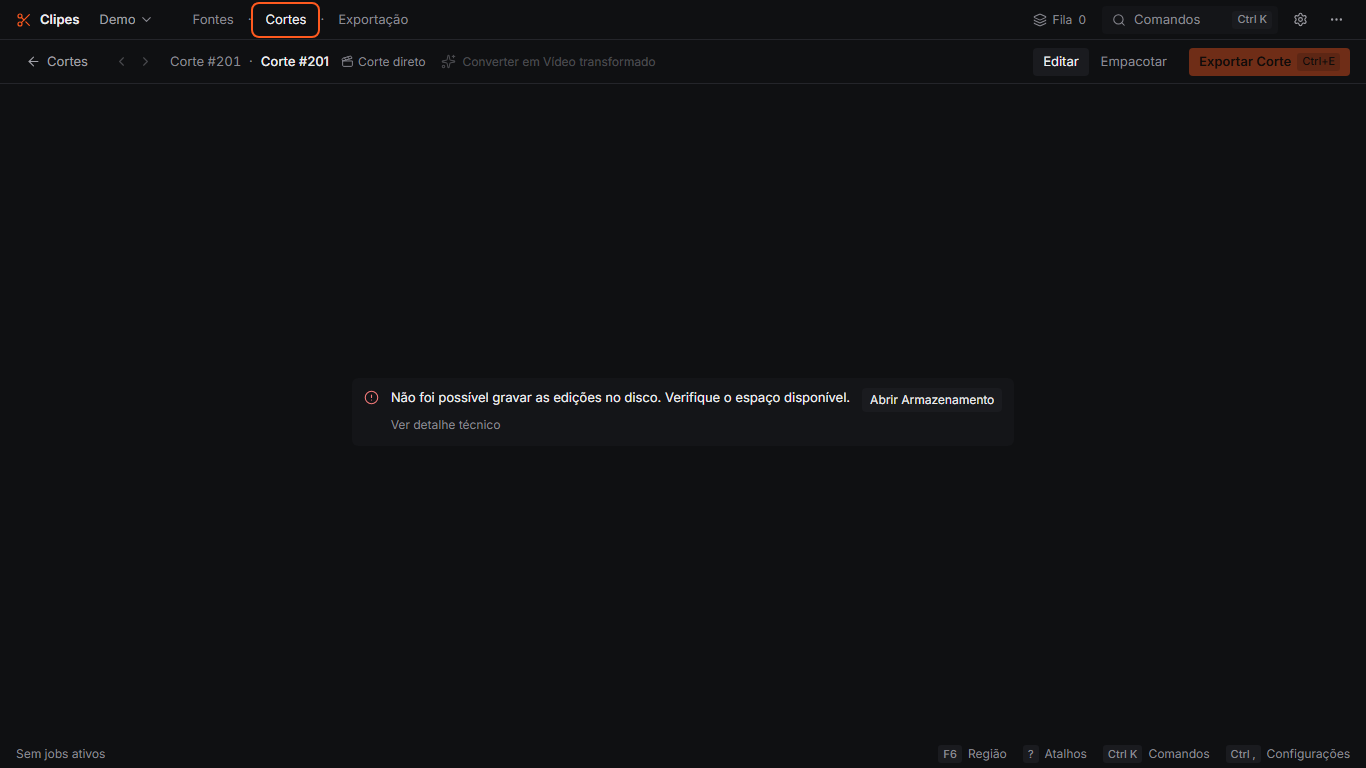 Clipes Demo Fontes · Cortes · Exportação Fila 0 Comandos Ctrl K
Cortes Corte #201 · Corte #201 Corte direto Converter em Vídeo transformado Editar Empacotar Exportar Corte Ctrl+E
Não foi possível gravar as edições no disco. Verifique o espaço disponível. Abrir Armazenamento
Ver detalhe técnico
Sem jobs ativos F6 Região ? Atalhos Ctrl K Comandos Ctrl , Configurações